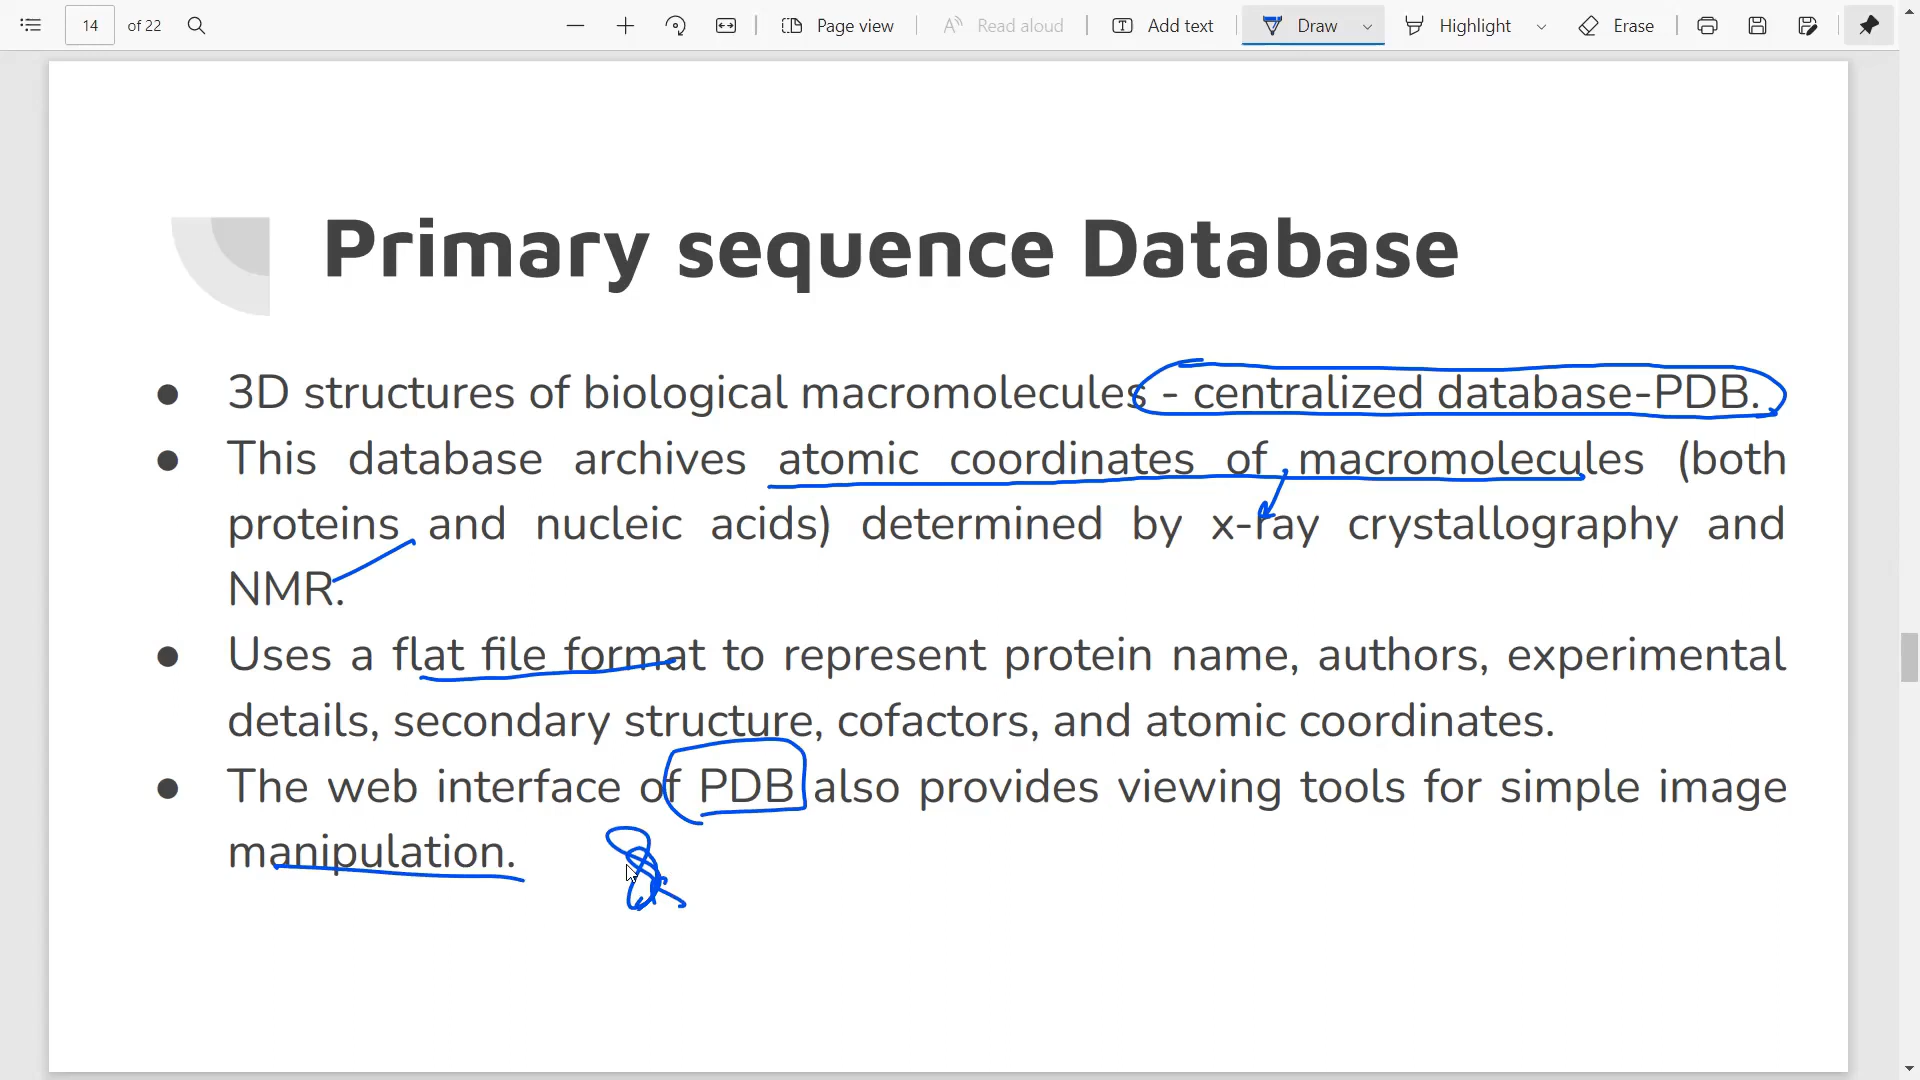 14 of 22 Page view Read aloud Add text Draw Highlight Erase
Primary sequence Database
● 3D structures of biological macromolecules - centralized database-PDB.
● This database archives atomic coordinates of macromolecules (both
proteins and nucleic acids) determined by x-ray crystallography and
NMR.
● Uses a flat file format to represent protein name, authors, experimental
details, secondary structure, cofactors, and atomic coordinates.
● The web interface of PDB also provides viewing tools for simple image
manipulation.